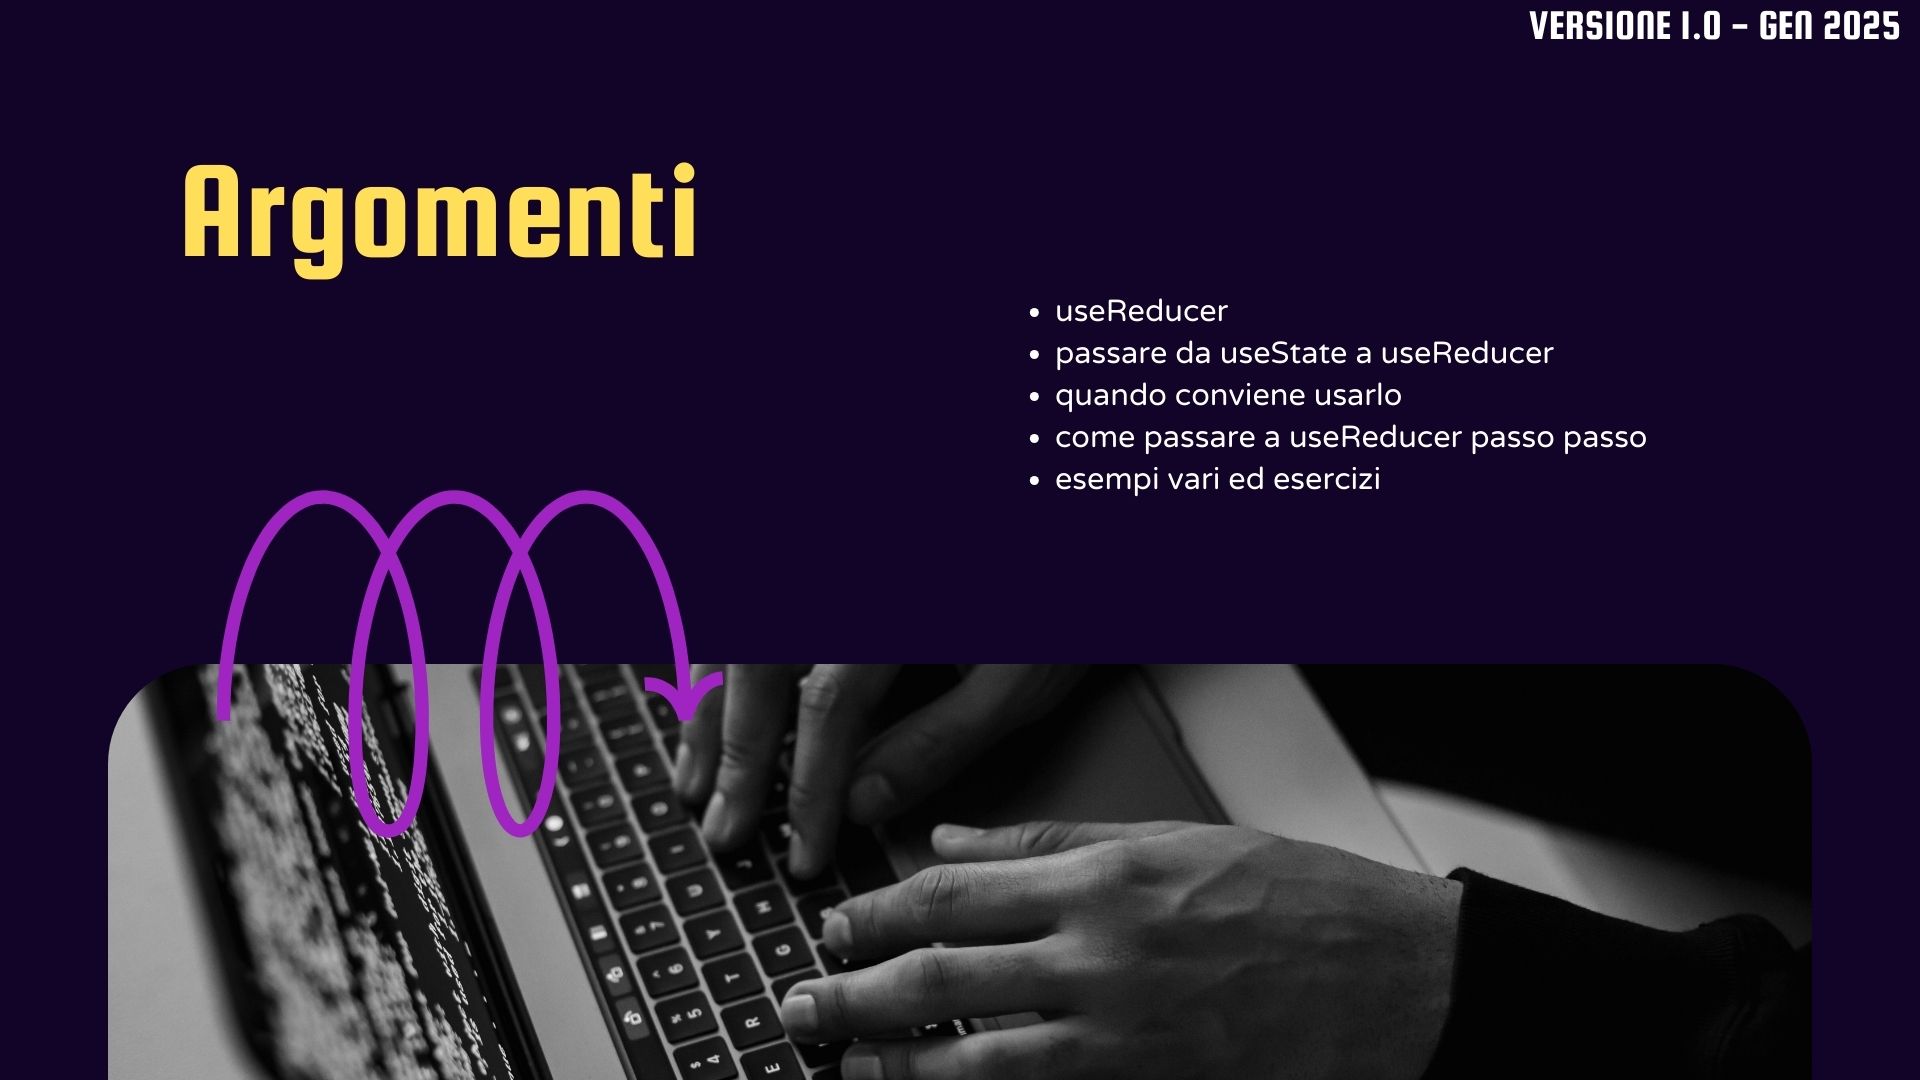 VERSIONE 1.0 - GEN 2025
Argomenti
• useReducer
• passare da useState a useReducer
• quando conviene usarlo
• come passare a useReducer passo passo
• esempi vari ed esercizi